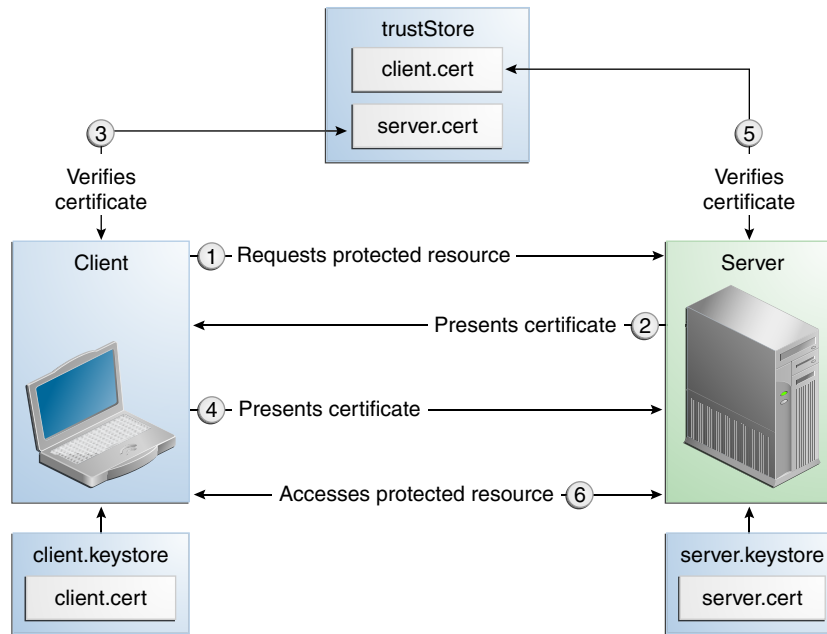 trustStore
client.cert
server.cert
3
5
Verifies
certificate
Verifies
certificate
Client
1
Requests protected resource
Server
Presents certificate
2
4
Presents certificate
Accesses protected resource
6
client.keystore
client.cert
server.keystore
server.cert